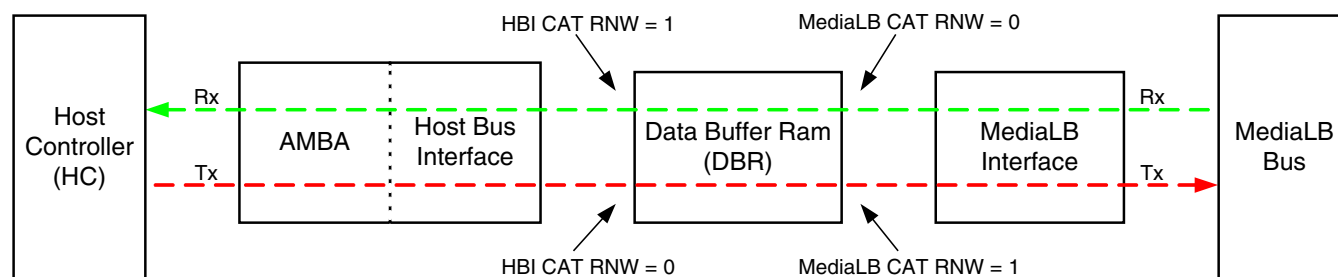 HBI CAT RNW = 1
MediaLB CAT RNW = 0
Rx
Rx
Host
Controller
(HC)
AMBA
Host Bus
Interface
Data Buffer Ram
(DBR)
MediaLB
Interface
MediaLB
Bus
Tx
Tx
HBI CAT RNW = 0
MediaLB CAT RNW = 1